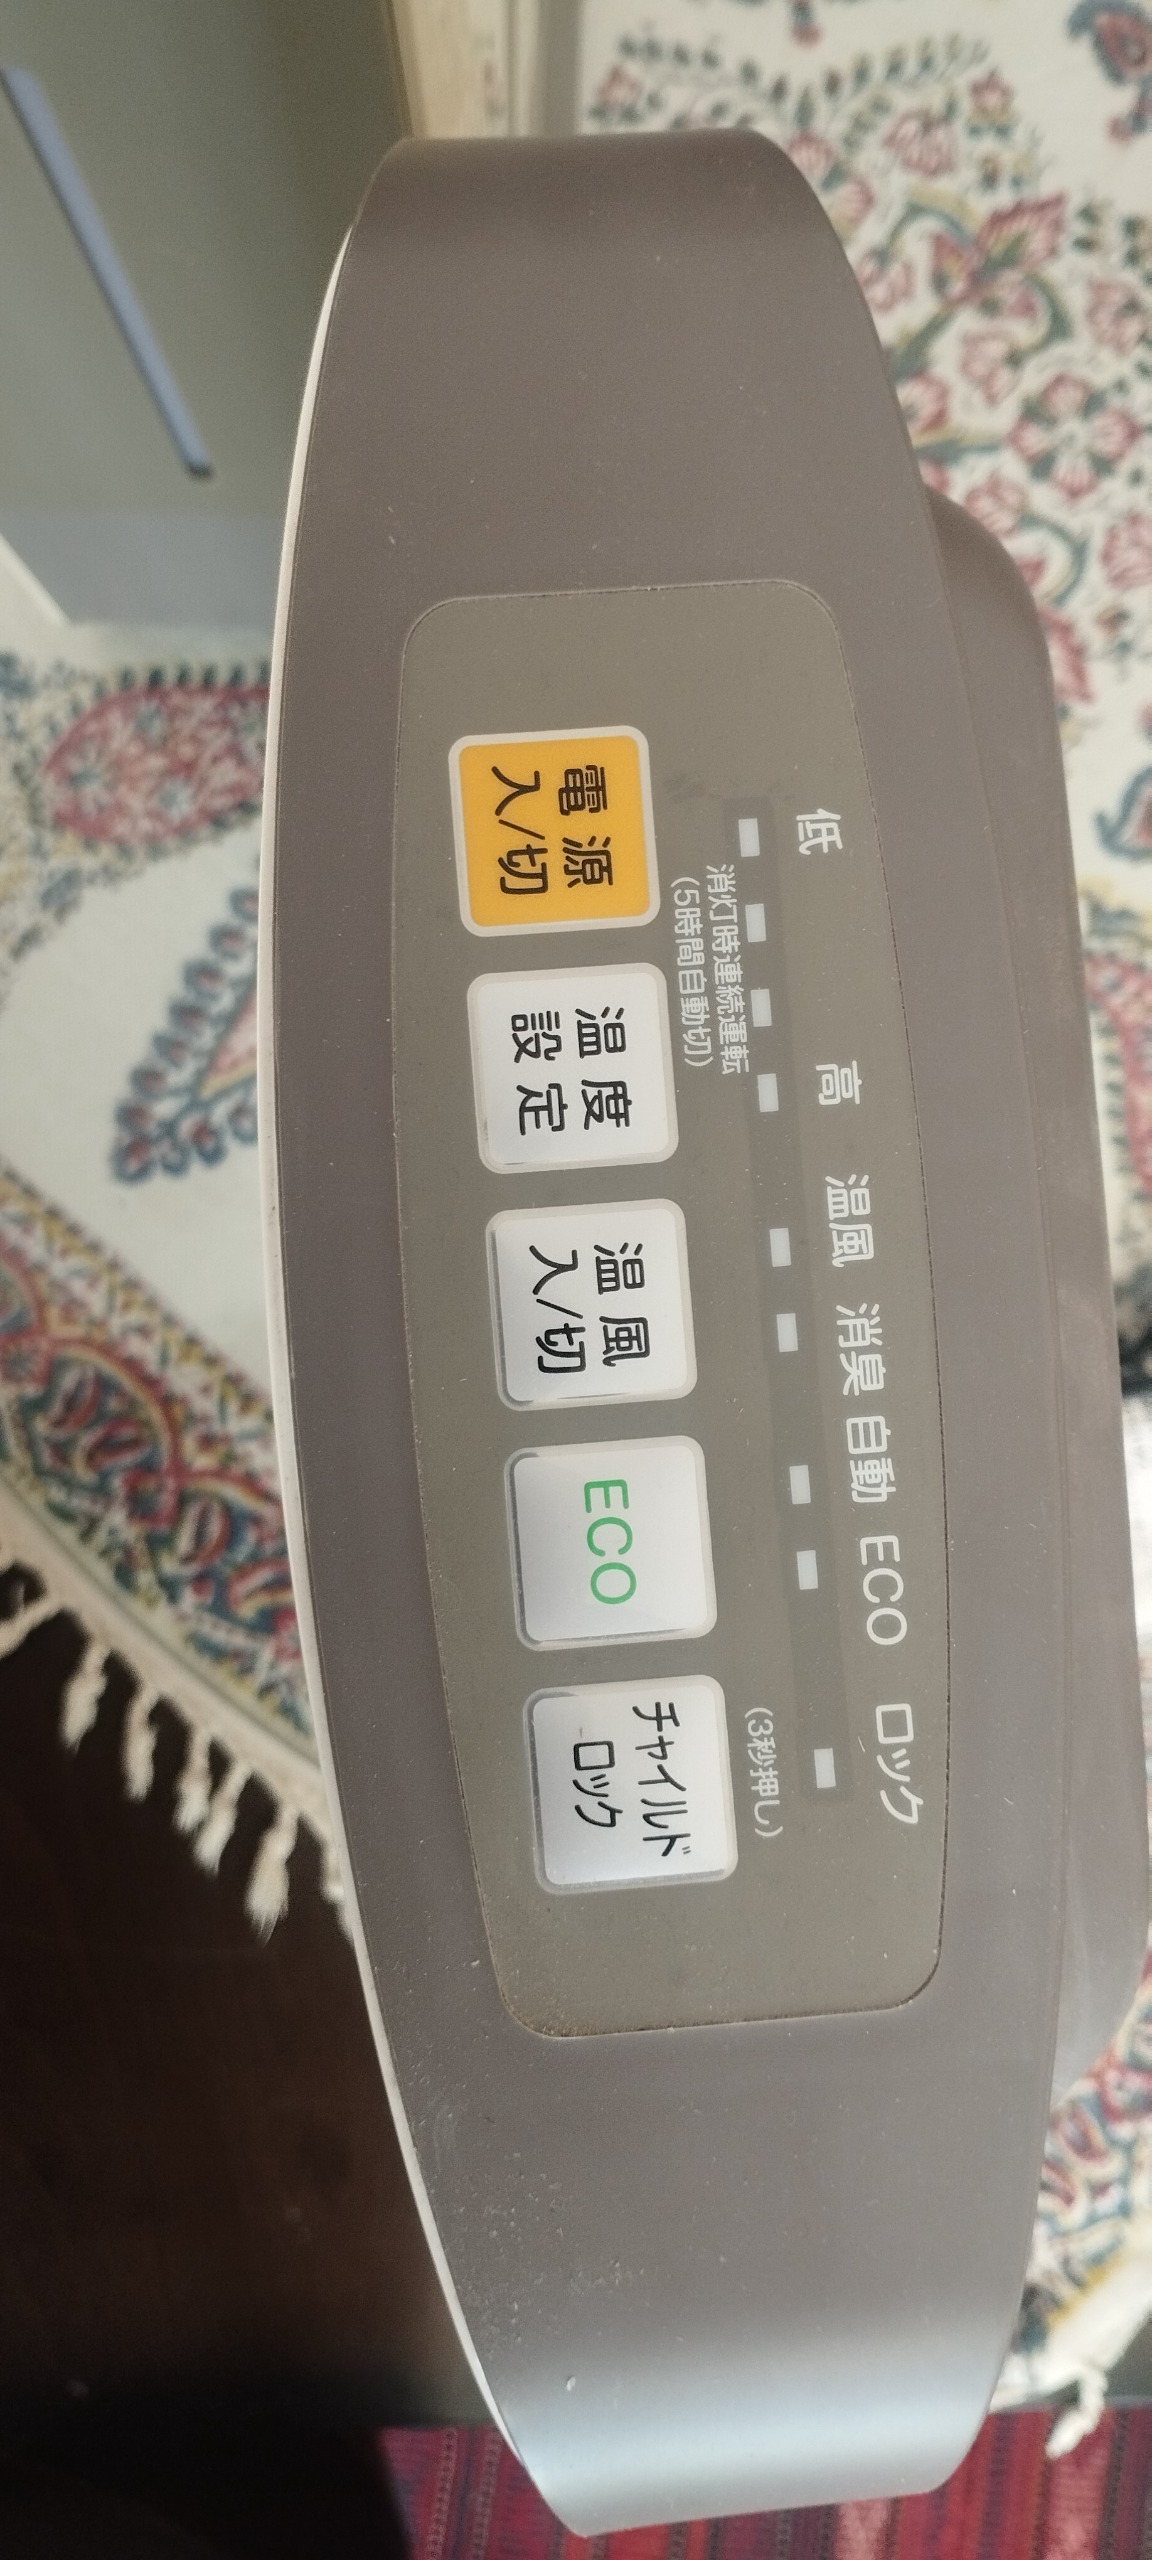 低 高 温風 消臭 自動 ECO ロック
消灯時連続運転
(5時間自動切)
(3秒押し)
電源
入/切
温度
設定
温風
入/切
ECO
チャイルド
ロック